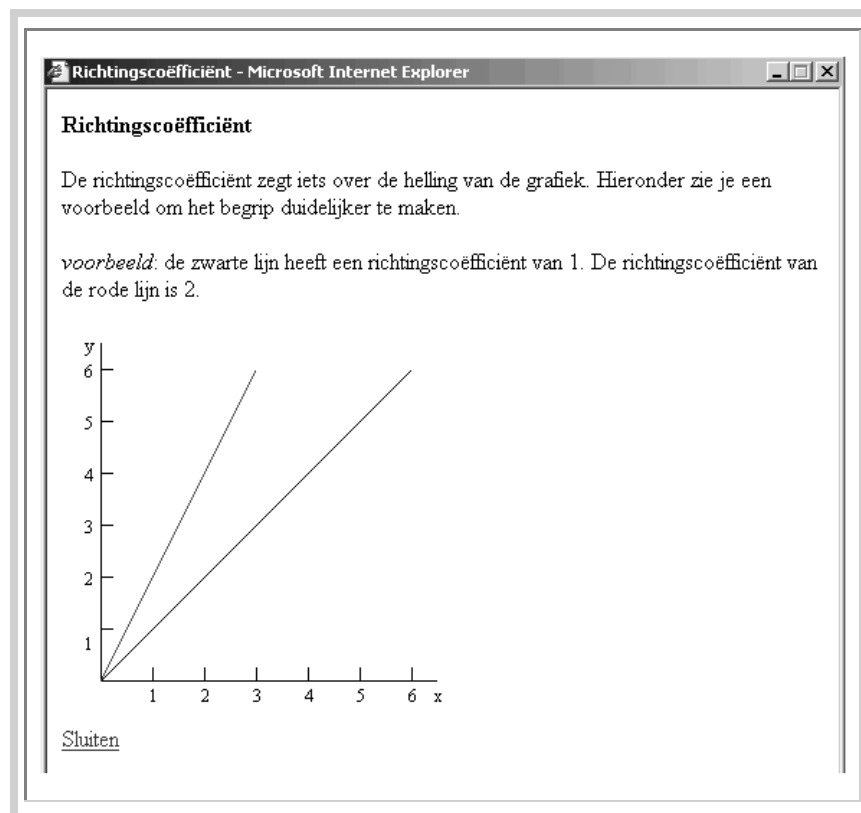 Richtingscoëfficiënt - Microsoft Internet Explorer
Richtingscoëfficiënt
De richtingscoëfficiënt zegt iets over de helling van de grafiek. Hieronder zie je een
voorbeeld om het begrip duidelijker te maken.
voorbeeld: de zwarte lijn heeft een richtingscoëfficiënt van 1. De richtingscoëfficiënt van
de rode lijn is 2.
y
6
5
4
3
2
1
1 2 3 4 5 6 x
Sluiten